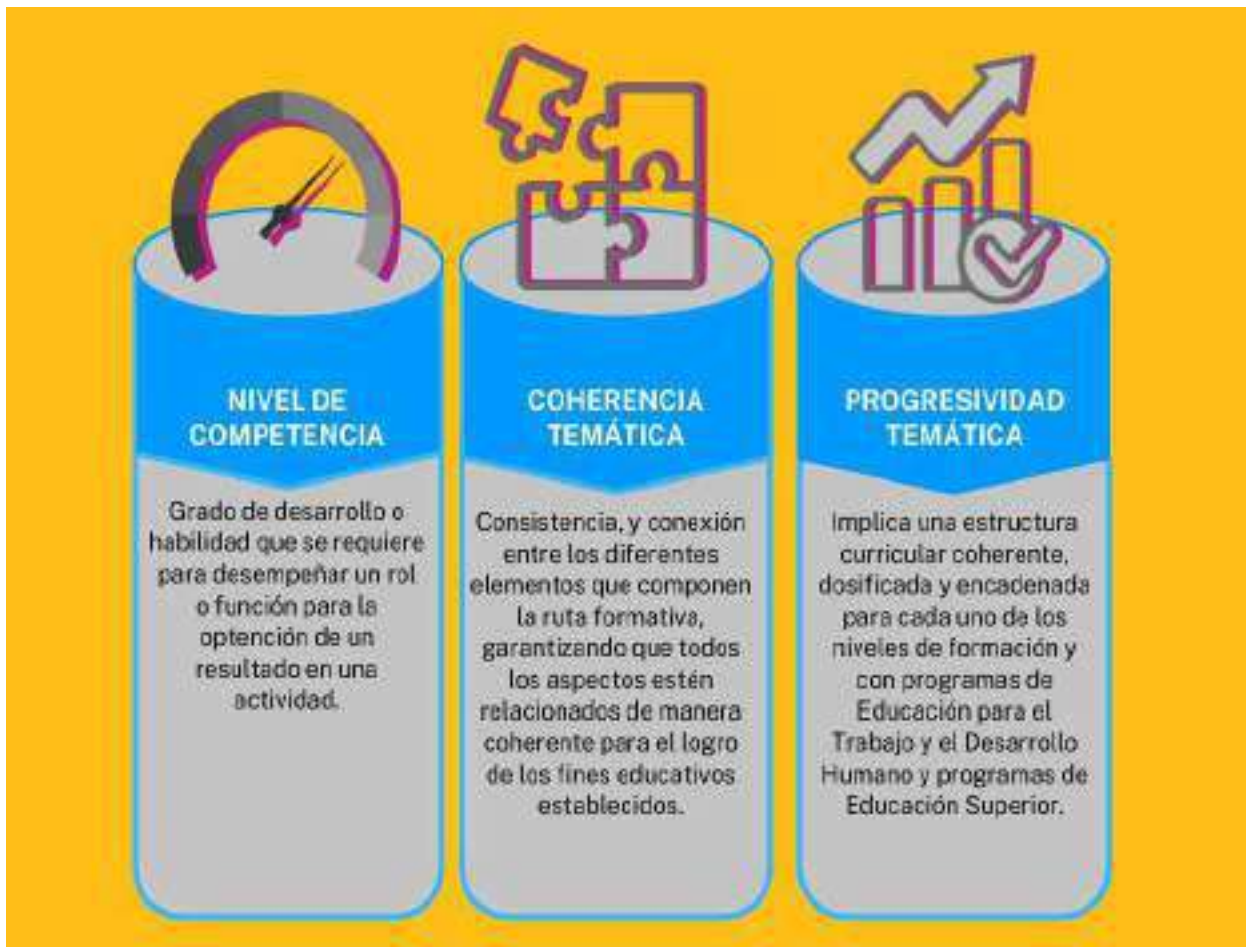 NIVEL DE
COMPETENCIA
Grado de desarrollo o
habilidad que se requiere
para desempeñar un rol
o función para la
optención de un
resultado en una
actividad.
COHERENCIA
TEMÁTICA
Consistencia, y conexión
entre los diferentes
elementos que componen
la ruta formativa,
garantizando que todos
los aspectos estén
relacionados de manera
coherente para el logro
de los fines educativos
establecidos.
PROGRESIVIDAD
TEMÁTICA
Implica una estructura
curricular coherente,
dosificada y encadenada
para cada uno de los
niveles de formación y
con programas de
Educación para el
Trabajo y el Desarrollo
Humano y programas de
Educación Superior.